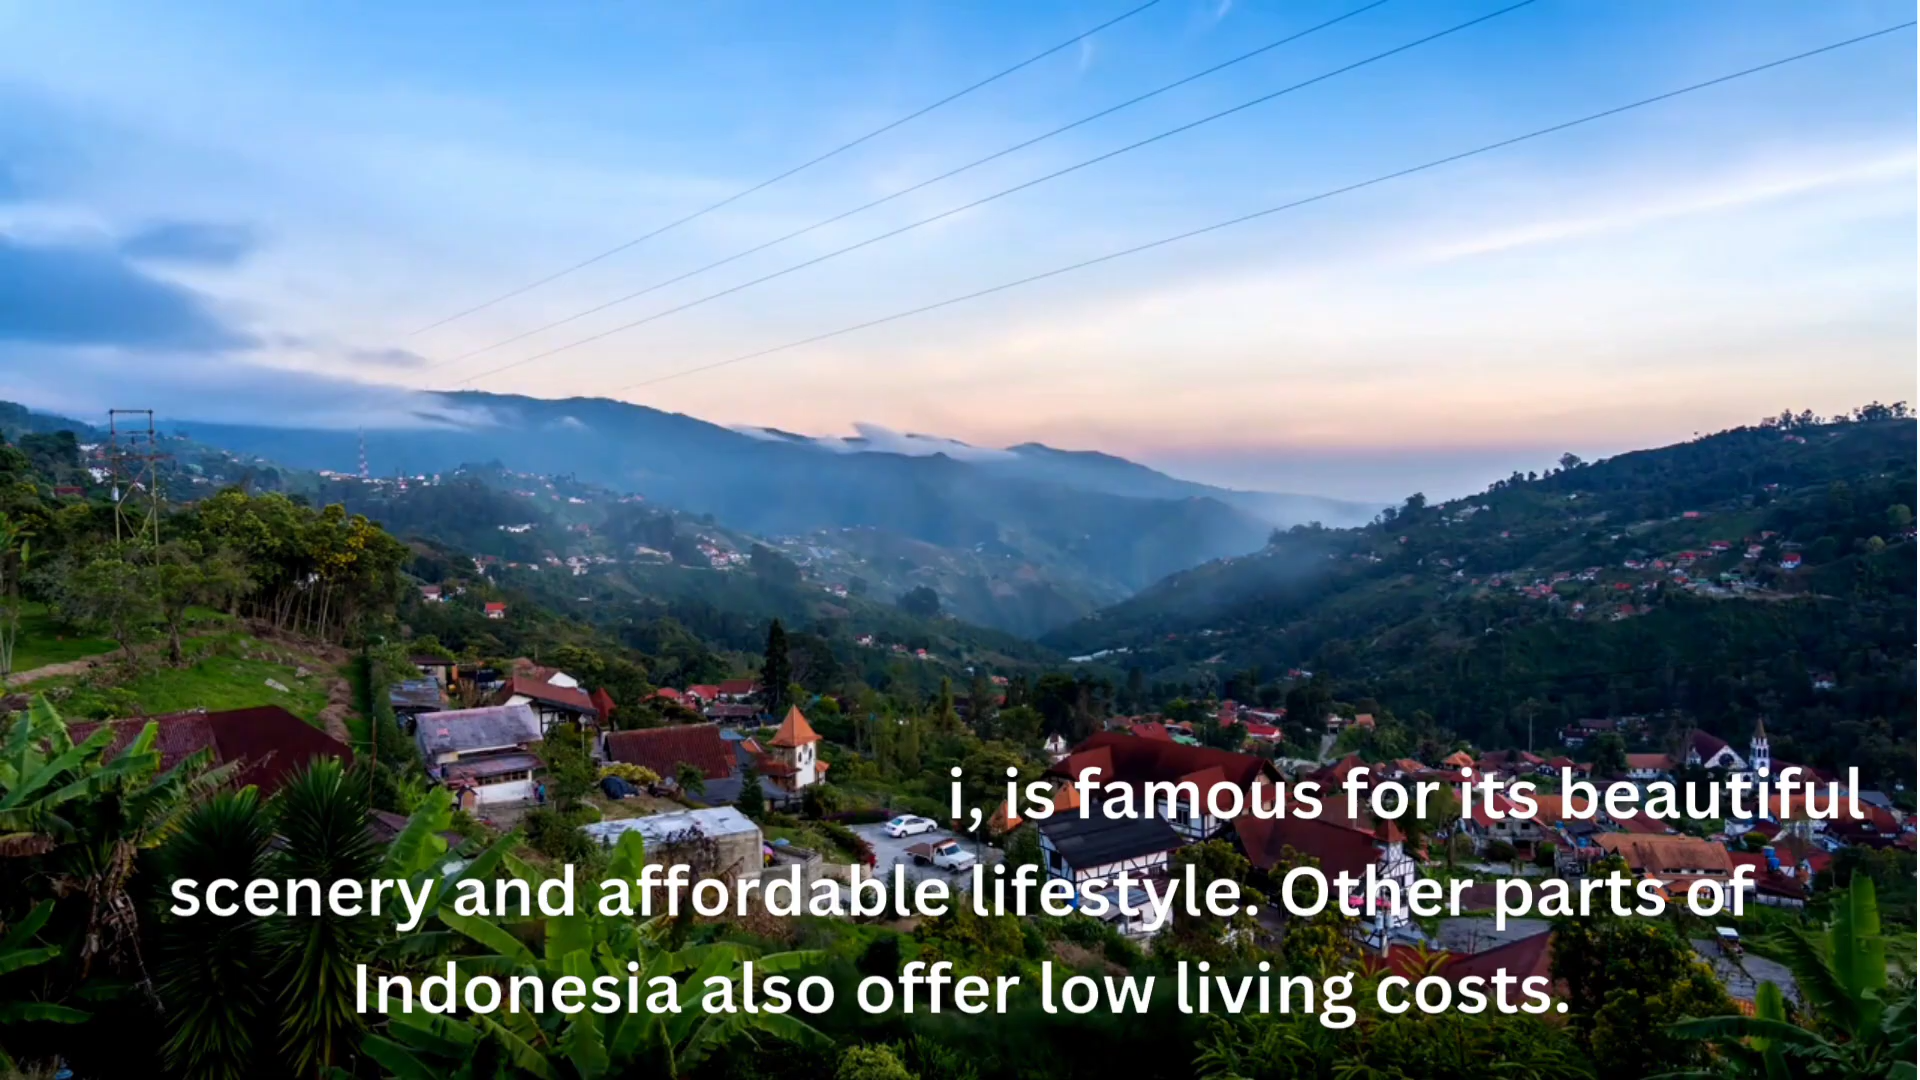 i, is famous for its beautiful
scenery and affordable lifestyle. Other parts of
Indonesia also offer low living costs.